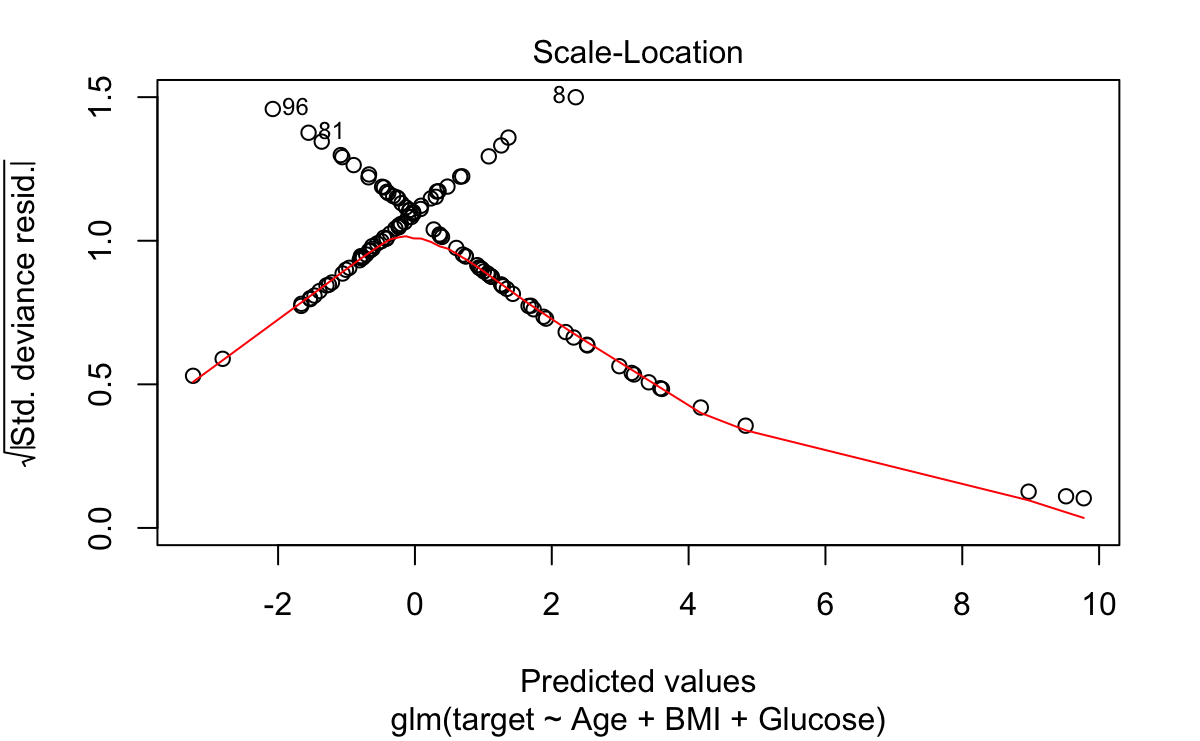 Scale-Location
√|Std. deviance resid.|
1.5
1.0
0.5
0.0
96
81
8
-2 0 2 4 6 8 10
Predicted values
glm(target ~ Age + BMI + Glucose)